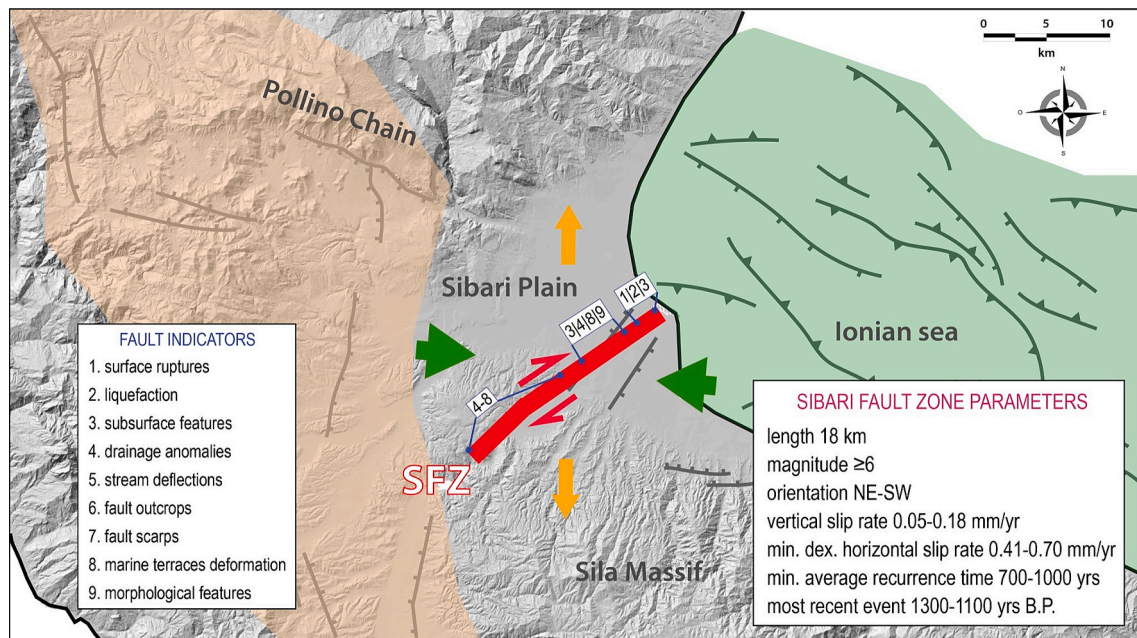 0 5 10
km
N
O E
S
Pollino Chain
Sibari Plain
Ionian sea
1|2|3
3|4|8|9
4-8
SFZ
Sila Massif
FAULT INDICATORS
1. surface ruptures
2. liquefaction
3. subsurface features
4. drainage anomalies
5. stream deflections
6. fault outcrops
7. fault scarps
8. marine terraces deformation
9. morphological features
SIBARI FAULT ZONE PARAMETERS
length 18 km
magnitude ≥6
orientation NE-SW
vertical slip rate 0.05-0.18 mm/yr
min. dex. horizontal slip rate 0.41-0.70 mm/yr
min. average recurrence time 700-1000 yrs
most recent event 1300-1100 yrs B.P.